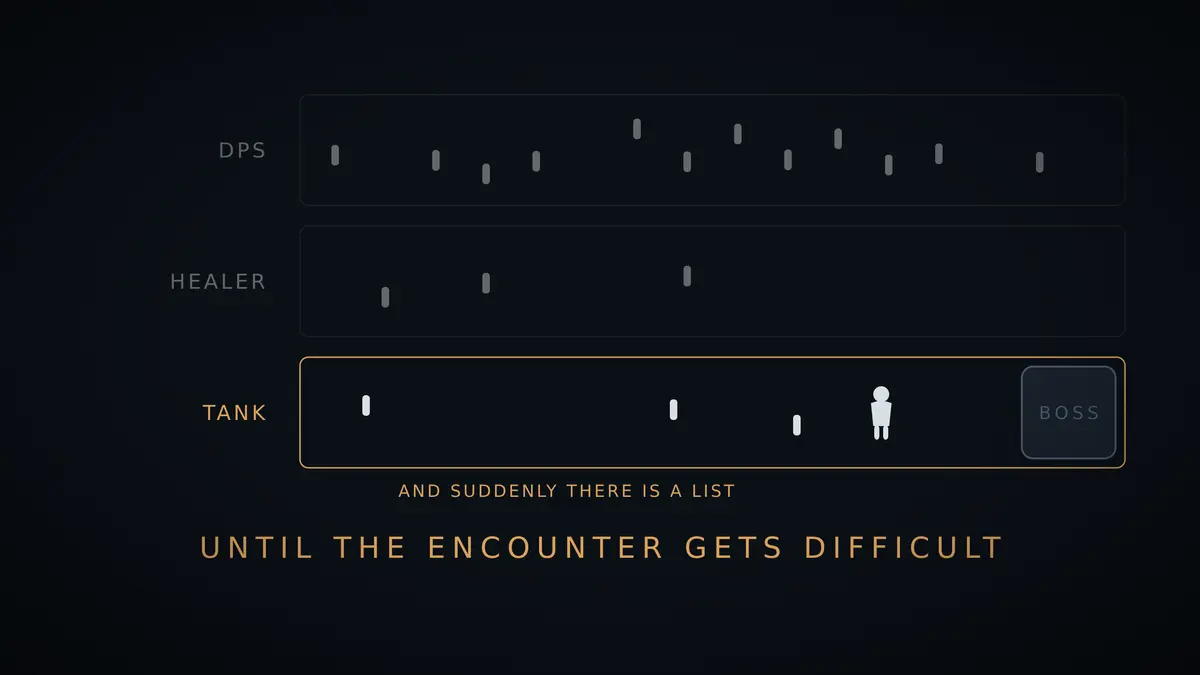 DPS
HEALER
TANK
BOSS
AND SUDDENLY THERE IS A LIST
UNTIL THE ENCOUNTER GETS DIFFICULT